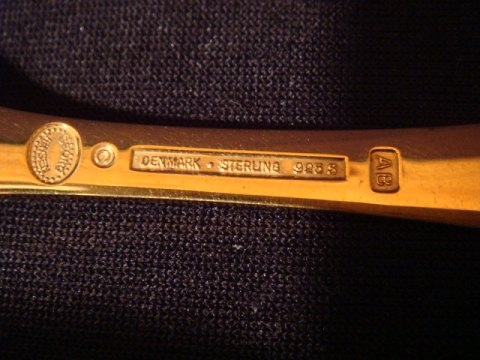 © DENMARK • STERLING 925 S AB